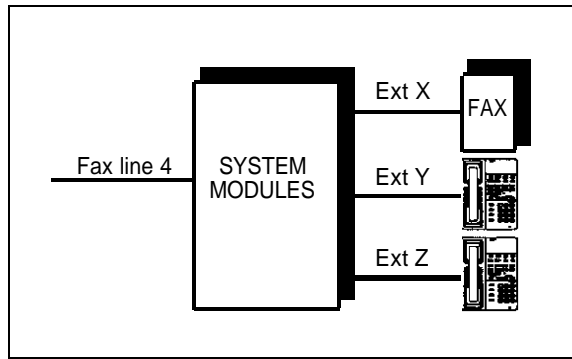 Ext X
FAX
Fax line 4
SYSTEM
MODULES
Ext Y
Ext Z